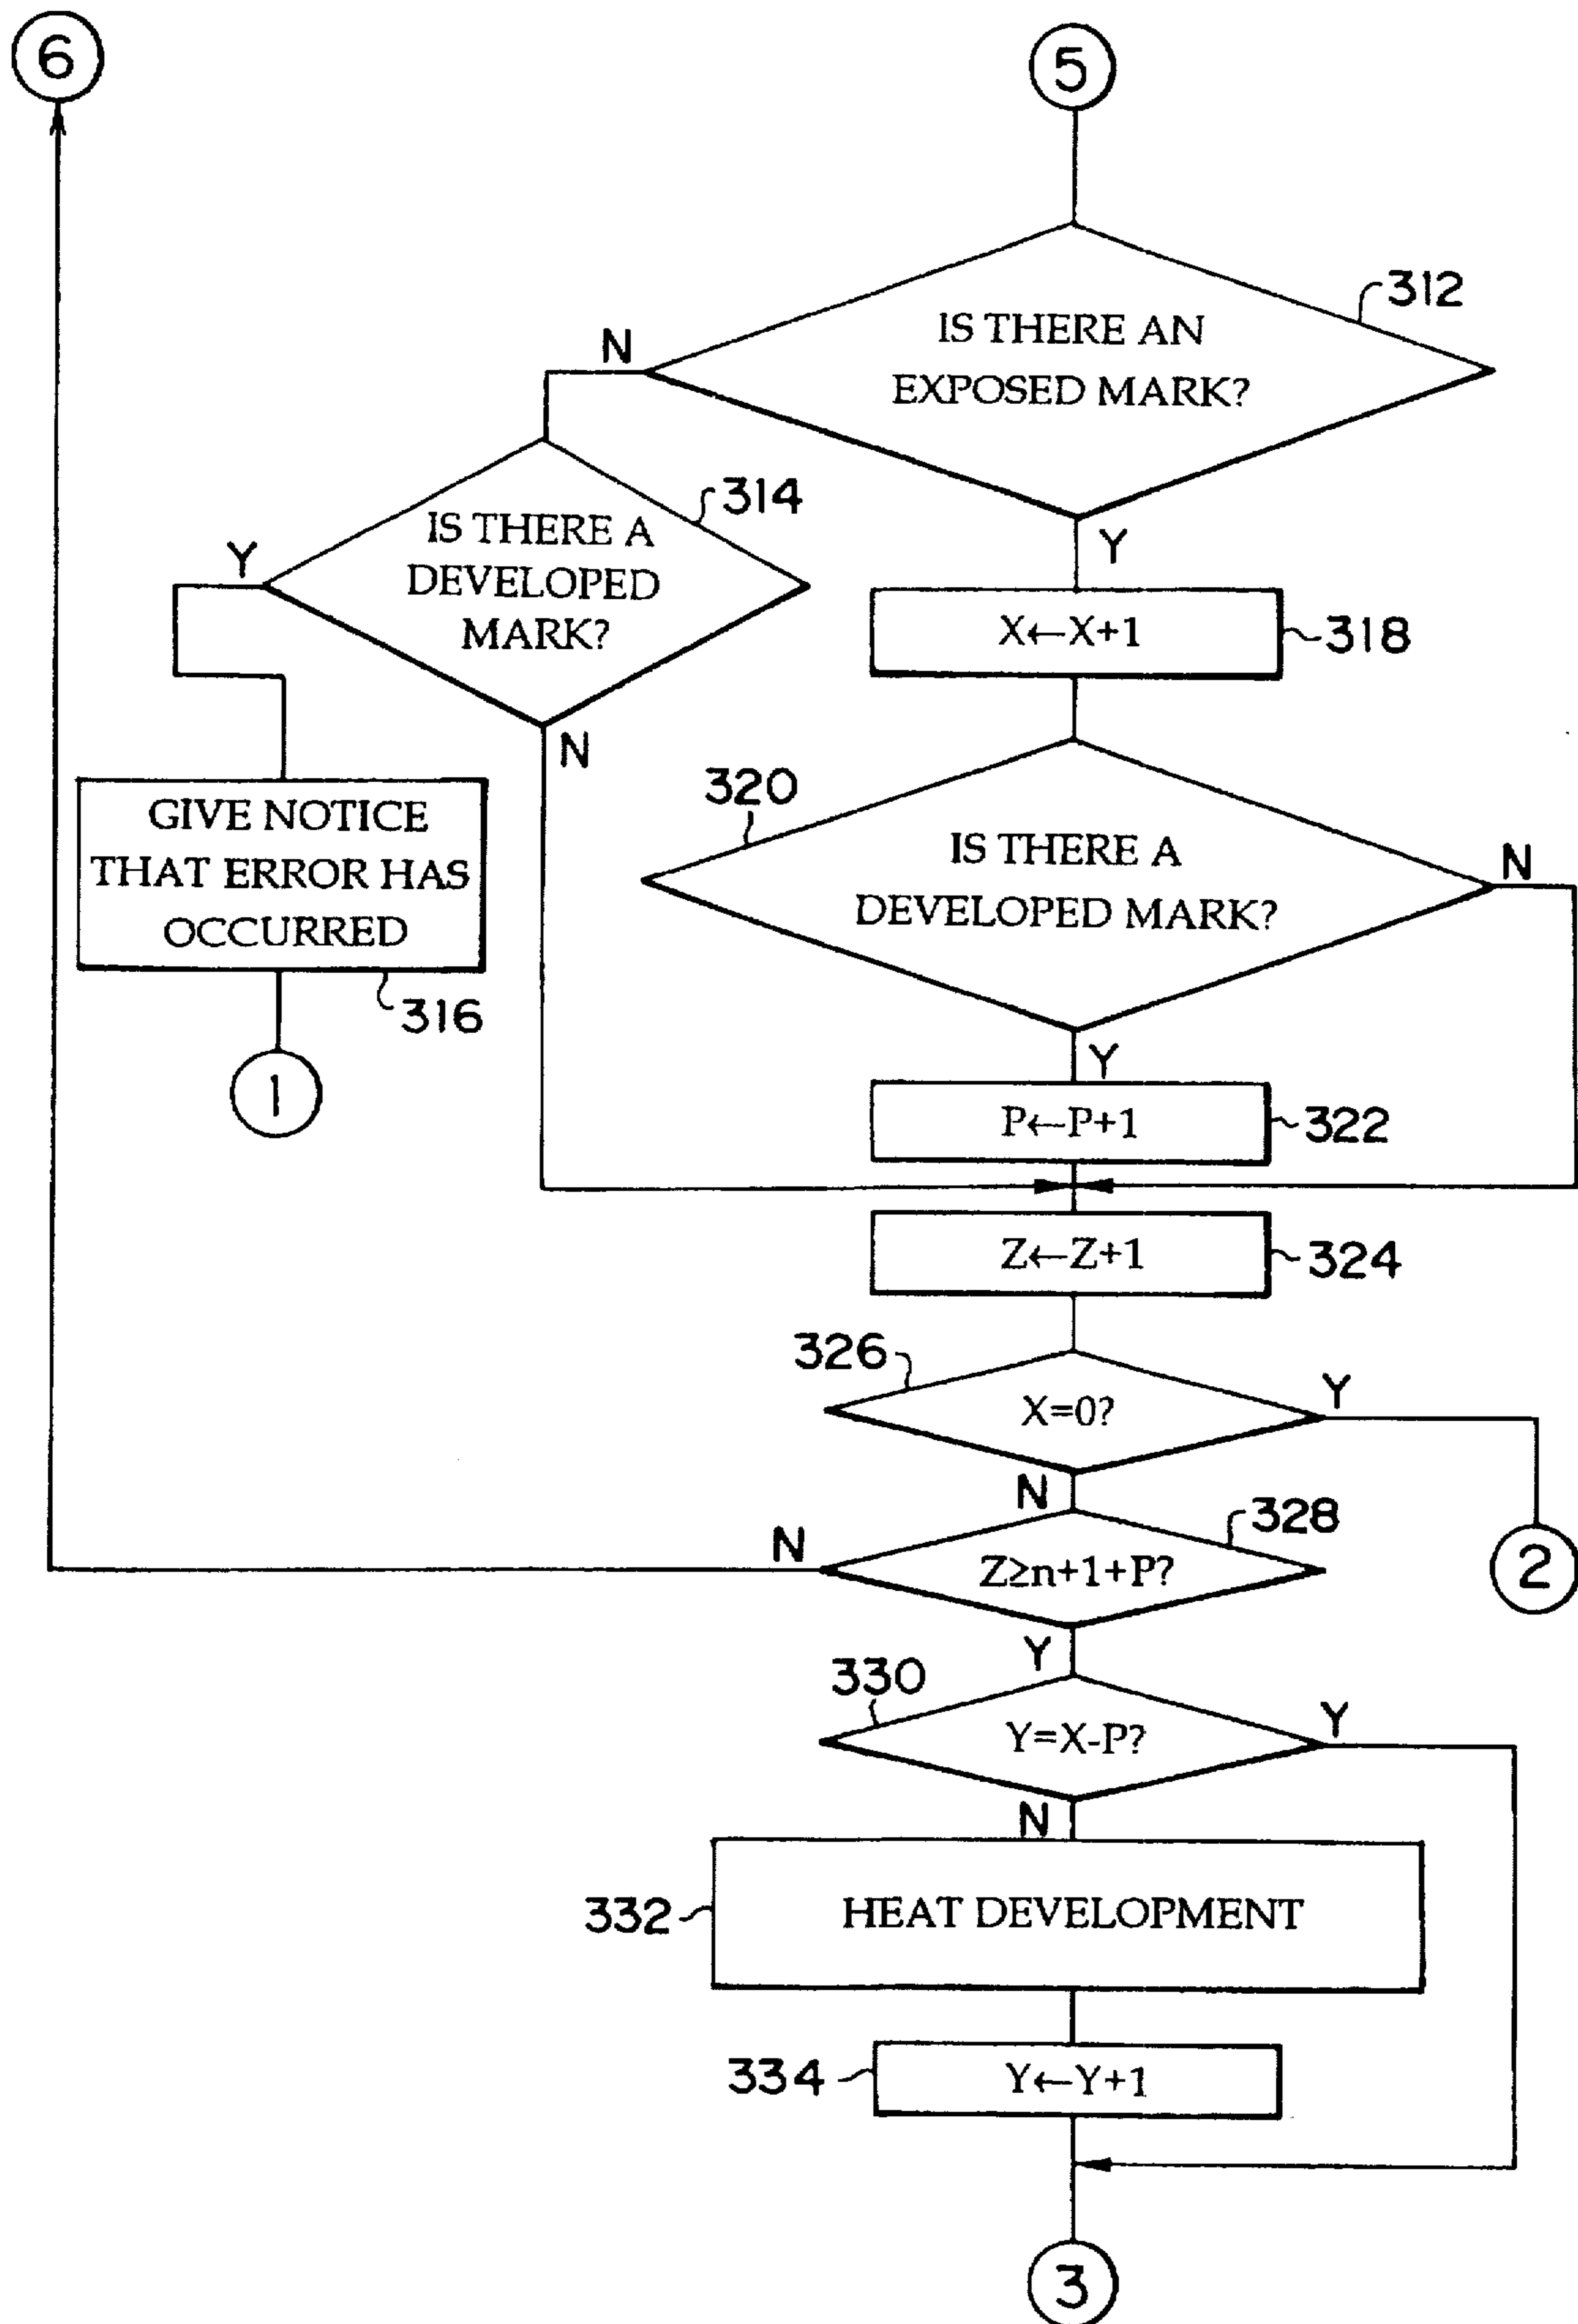 6
5
312
IS THERE AN
EXPOSED MARK?
N
Y
314
IS THERE A
DEVELOPED
MARK?
Y
N
X←X+1
318
GIVE NOTICE
THAT ERROR HAS
OCCURRED
316
1
320
IS THERE A
DEVELOPED MARK?
N
Y
P←P+1
322
Z←Z+1
324
326
X=0?
Y
N
2
328
Z≥n+1+P?
N
Y
330
Y=X-P?
Y
N
332
HEAT DEVELOPMENT
334
Y←Y+1
3